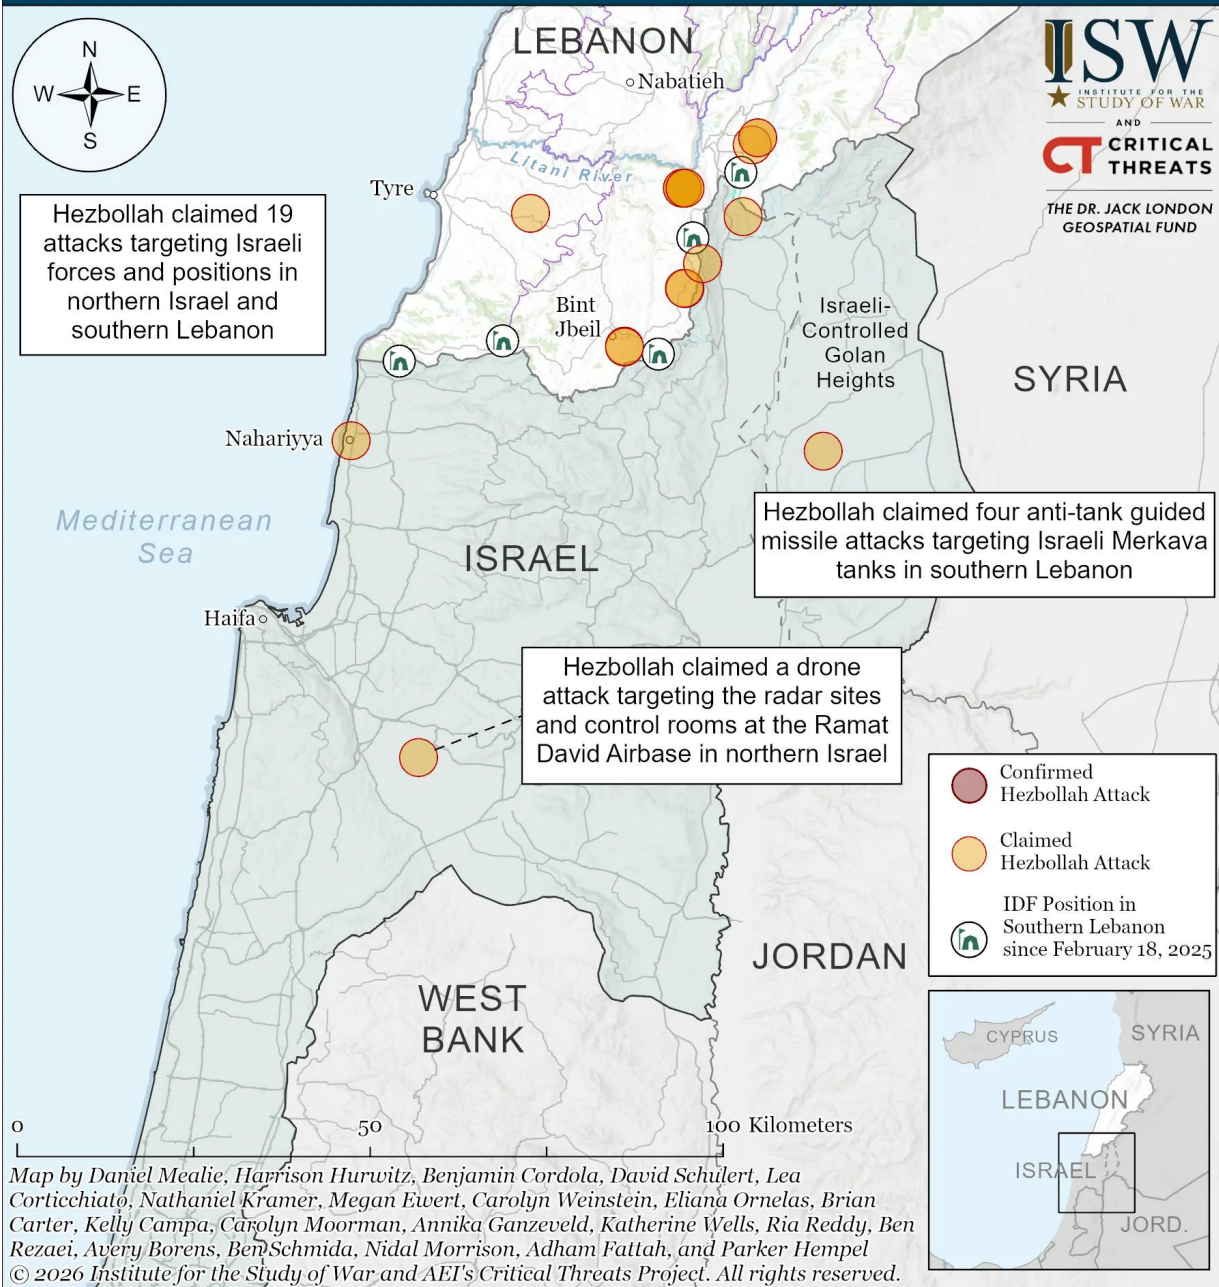 LEBANON
Nabatieh
N
W E
S
ISW
INSTITUTE FOR THE
STUDY OF WAR
AND
CT CRITICAL
THREATS
THE DR. JACK LONDON
GEOSPATIAL FUND
Litani River
Tyre
Hezbollah claimed 19
attacks targeting Israeli
forces and positions in
northern Israel and
southern Lebanon
Bint
Jbeil
Israeli-
Controlled
Golan
Heights
SYRIA
Nahariyya
Mediterranean
Sea
ISRAEL
Hezbollah claimed four anti-tank guided
missile attacks targeting Israeli Merkava
tanks in southern Lebanon
Haifa
Hezbollah claimed a drone
attack targeting the radar sites
and control rooms at the Ramat
David Airbase in northern Israel
Confirmed
Hezbollah Attack
Claimed
Hezbollah Attack
IDF Position in
Southern Lebanon
since February 18, 2025
JORDAN
WEST
BANK
CYPRUS
SYRIA
LEBANON
ISRAEL
JORD.
0 50 100 Kilometers
Map by Daniel Mealie, Harrison Hurwitz, Benjamin Cordola, David Schulert, Lea
Corticchiato, Nathaniel Kramer, Megan Ewert, Carolyn Weinstein, Eliana Ornelas, Brian
Carter, Kelly Campa, Carolyn Moorman, Annika Ganzeveld, Katherine Wells, Ria Reddy, Ben
Rezaei, Avery Borens, Ben Schmida, Nidal Morrison, Adham Fattah, and Parker Hempel
© 2026 Institute for the Study of War and AEI's Critical Threats Project. All rights reserved.